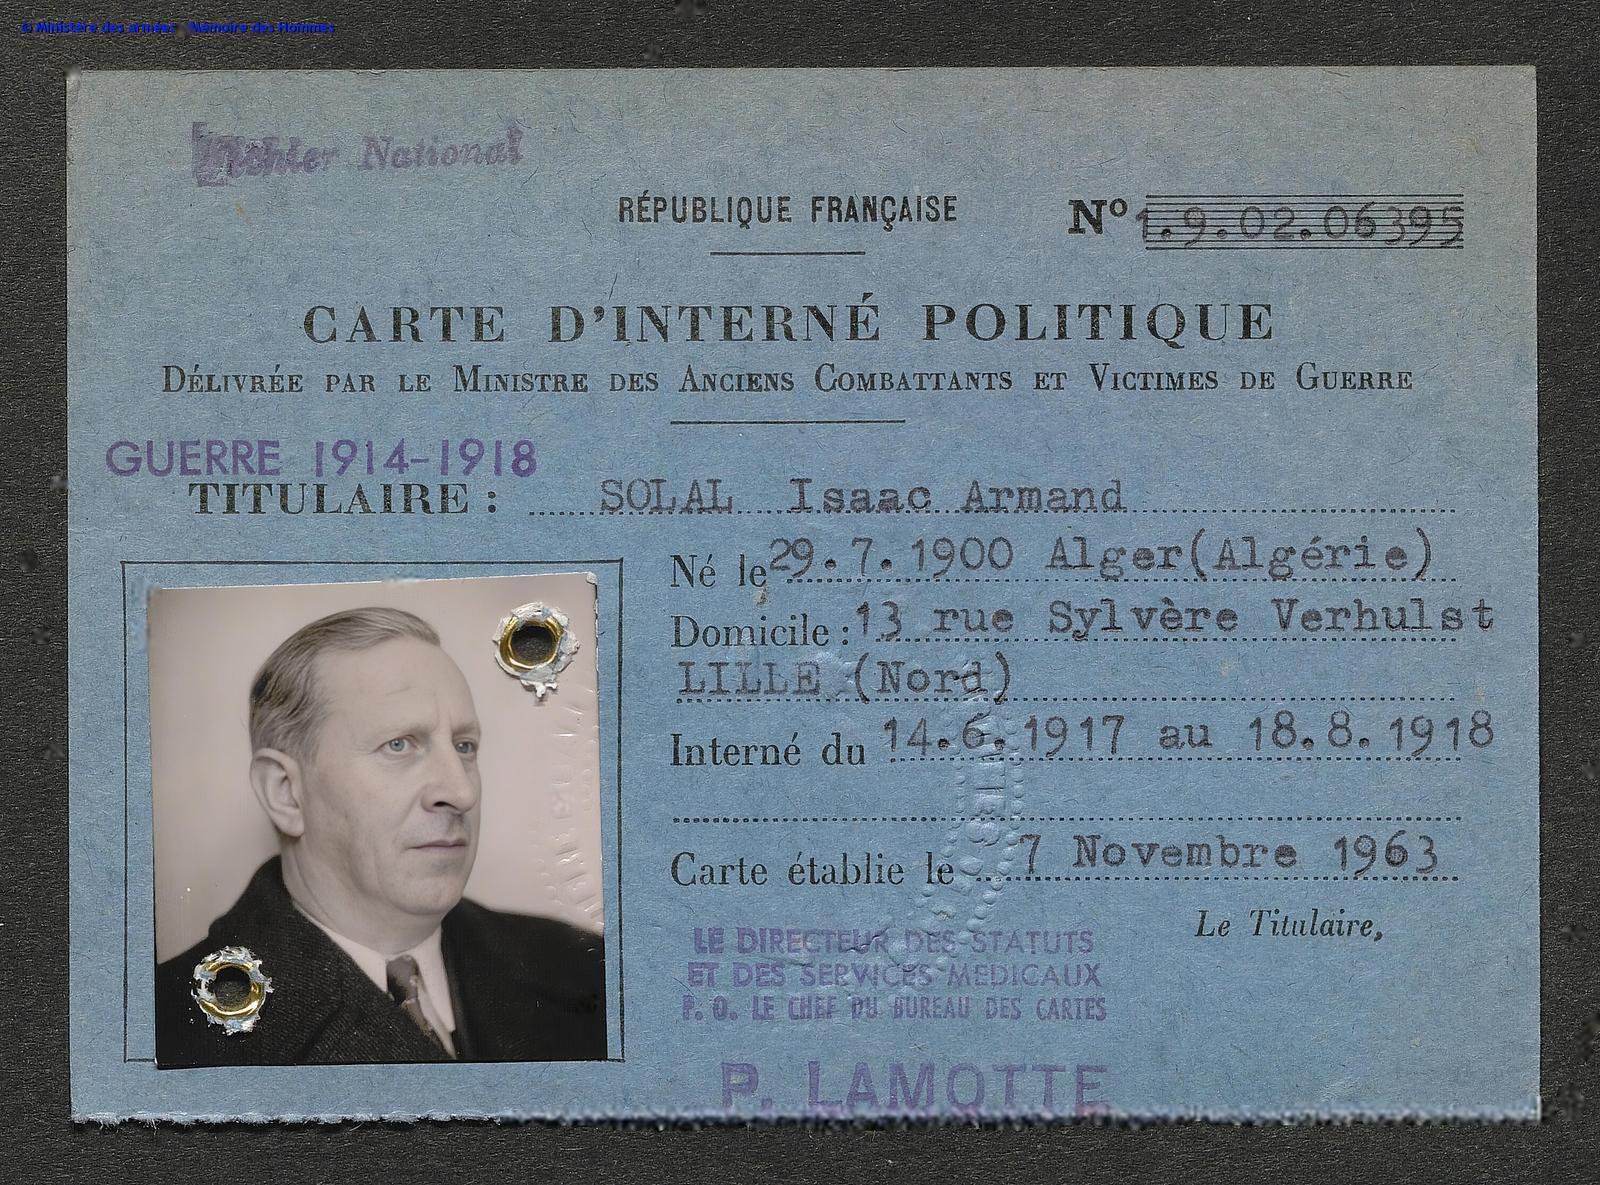 © Ministère des armées - Mémoire des Hommes
Fichier National
RÉPUBLIQUE FRANÇAISE
Nº 1.9.02.06395
CARTE D'INTERNÉ POLITIQUE
DÉLIVRÉE PAR LE MINISTRE DES ANCIENS COMBATTANTS ET VICTIMES DE GUERRE
GUERRE 1914-1918
TITULAIRE : SOLAL Isaac Armand
Né le 29.7.1900 Alger(Algérie)
Domicile : 13 rue Sylvère Verhulst
LILLE (Nord)
Interné du 14.6.1917 au 18.8.1918
Carte établie le 7 Novembre 1963
Le Titulaire,
LE DIRECTEUR DES STATUTS
ET DES SERVICES MEDICAUX
P. O. LE CHEF DU BUREAU DES CARTES
P. LAMOTTE